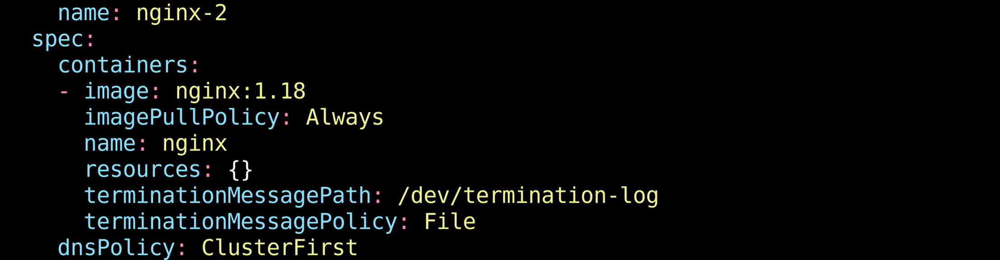 name: nginx-2
spec:
containers:
- image: nginx:1.18
imagePullPolicy: Always
name: nginx
resources: {}
terminationMessagePath: /dev/termination-log
terminationMessagePolicy: File
dnsPolicy: ClusterFirst